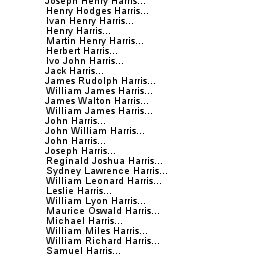 Joseph Henry Harris...
Henry Hodges Harris...
Ivan Henry Harris...
Henry Harris...
Martin Henry Harris...
Herbert Harris...
Ivo John Harris...
Jack Harris...
James Rudolph Harris...
William James Harris...
James Walton Harris...
William James Harris...
John Harris...
John William Harris...
John Harris...
Joseph Harris...
Reginald Joshua Harris...
Sydney Lawrence Harris...
William Leonard Harris...
Leslie Harris...
William Lyon Harris...
Maurice Oswald Harris...
Michael Harris...
William Miles Harris...
William Richard Harris...
Samuel Harris...